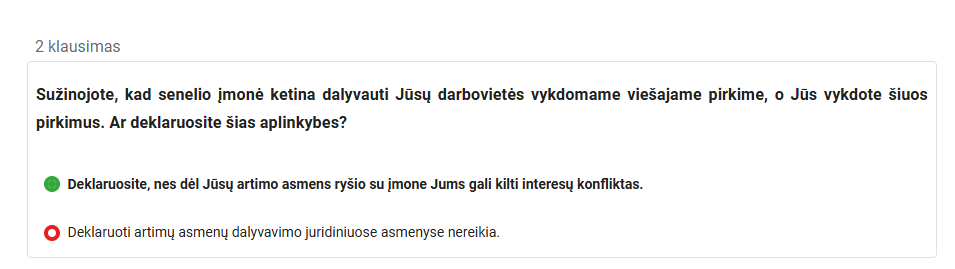 2 klausimas
Sužinojote, kad senelio įmonė ketina dalyvauti Jūsų darbovietės vykdomame viešajame pirkime, o Jūs vykdote šiuos
pirkimus. Ar deklaruosite šias aplinkybes?
Deklaruosite, nes dėl Jūsų artimo asmens ryšio su įmone Jums gali kilti interesų konfliktas.
Deklaruoti artimų asmenų dalyvavimo juridiniuose asmenyse nereikia.